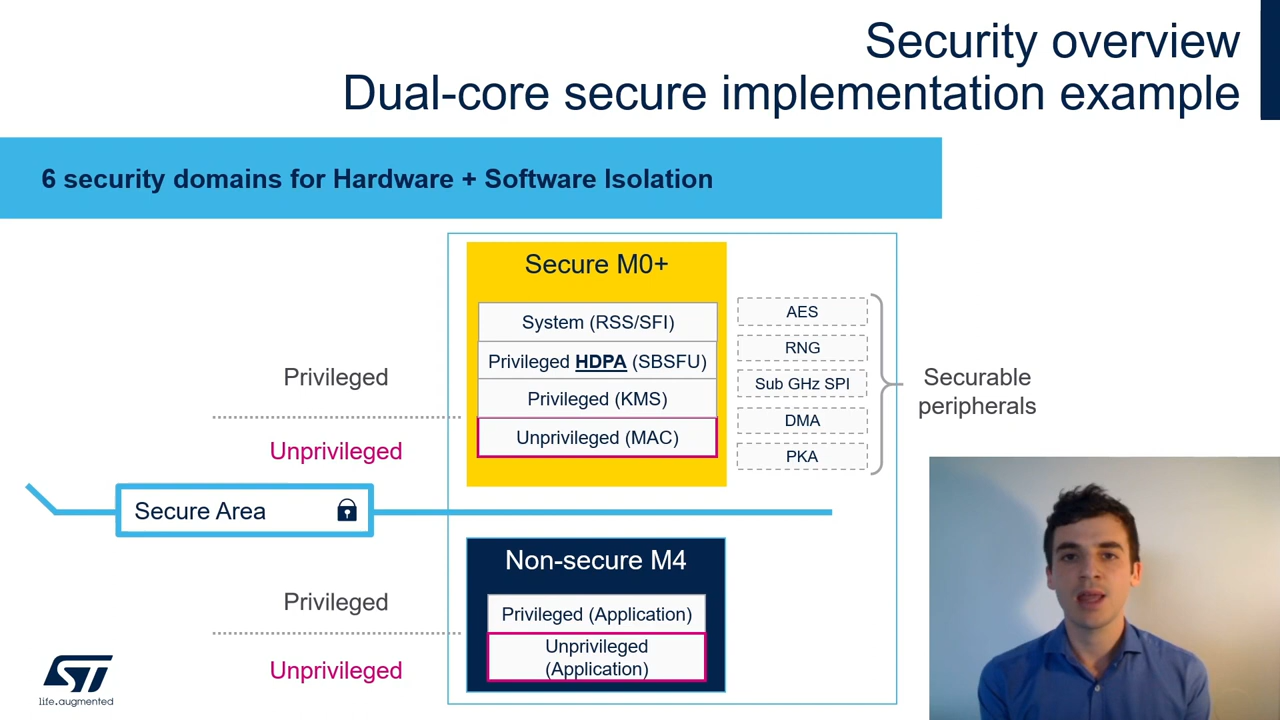 Security overview
Dual-core secure implementation example
6 security domains for Hardware + Software Isolation
Secure M0+
System (RSS/SFI)
Privileged HDPA (SBSFU)
Privileged (KMS)
Unprivileged (MAC)
AES
RNG
Sub GHz SPI
DMA
PKA
Securable
peripherals
Privileged
Unprivileged
Secure Area
Non-secure M4
Privileged (Application)
Unprivileged
(Application)
Privileged
Unprivileged
ST
life.augmented